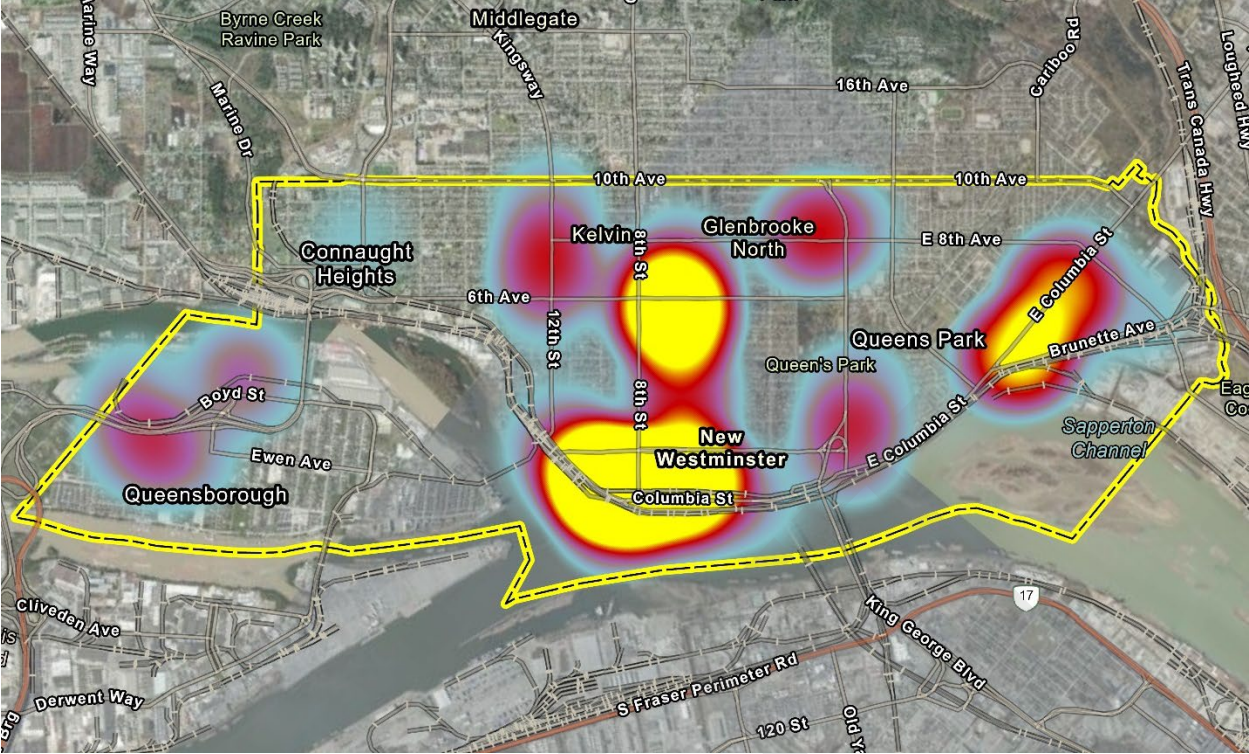 Middlegate
Byrne Creek
Ravine Park
Marine Way
Kingsway
Cariboo Rd
Trans Canada Hwy
Lougheed Hwy
Marine Dr
16th Ave
10th Ave
10th Ave
Kelvin
8th St
Glenbrooke
North
E 8th Ave
Connaught
Heights
E Columbia St
6th Ave
12th St
Queens Park
Brunette Ave
Queen's Park
Boyd St
8th St
New
Westminster
E Columbia St
Sapperton
Channel
Ewen Ave
Queensborough
Columbia St
17
Cliveden Ave
King George Blvd
S Fraser Perimeter Rd
Derwent Way
Brg
120 St